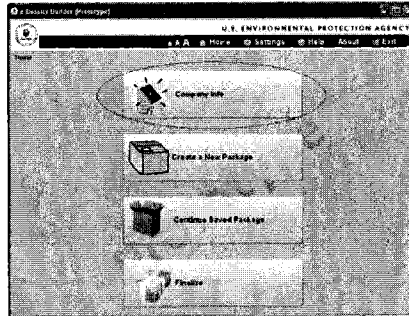 e-Dossier Builder (Prototype)
U.S. ENVIRONMENTAL PROTECTION AGENCY
A A A Home Settings Help About Exit
Home
Company Info
Create a New Package
Continue Saved Package
Finalize